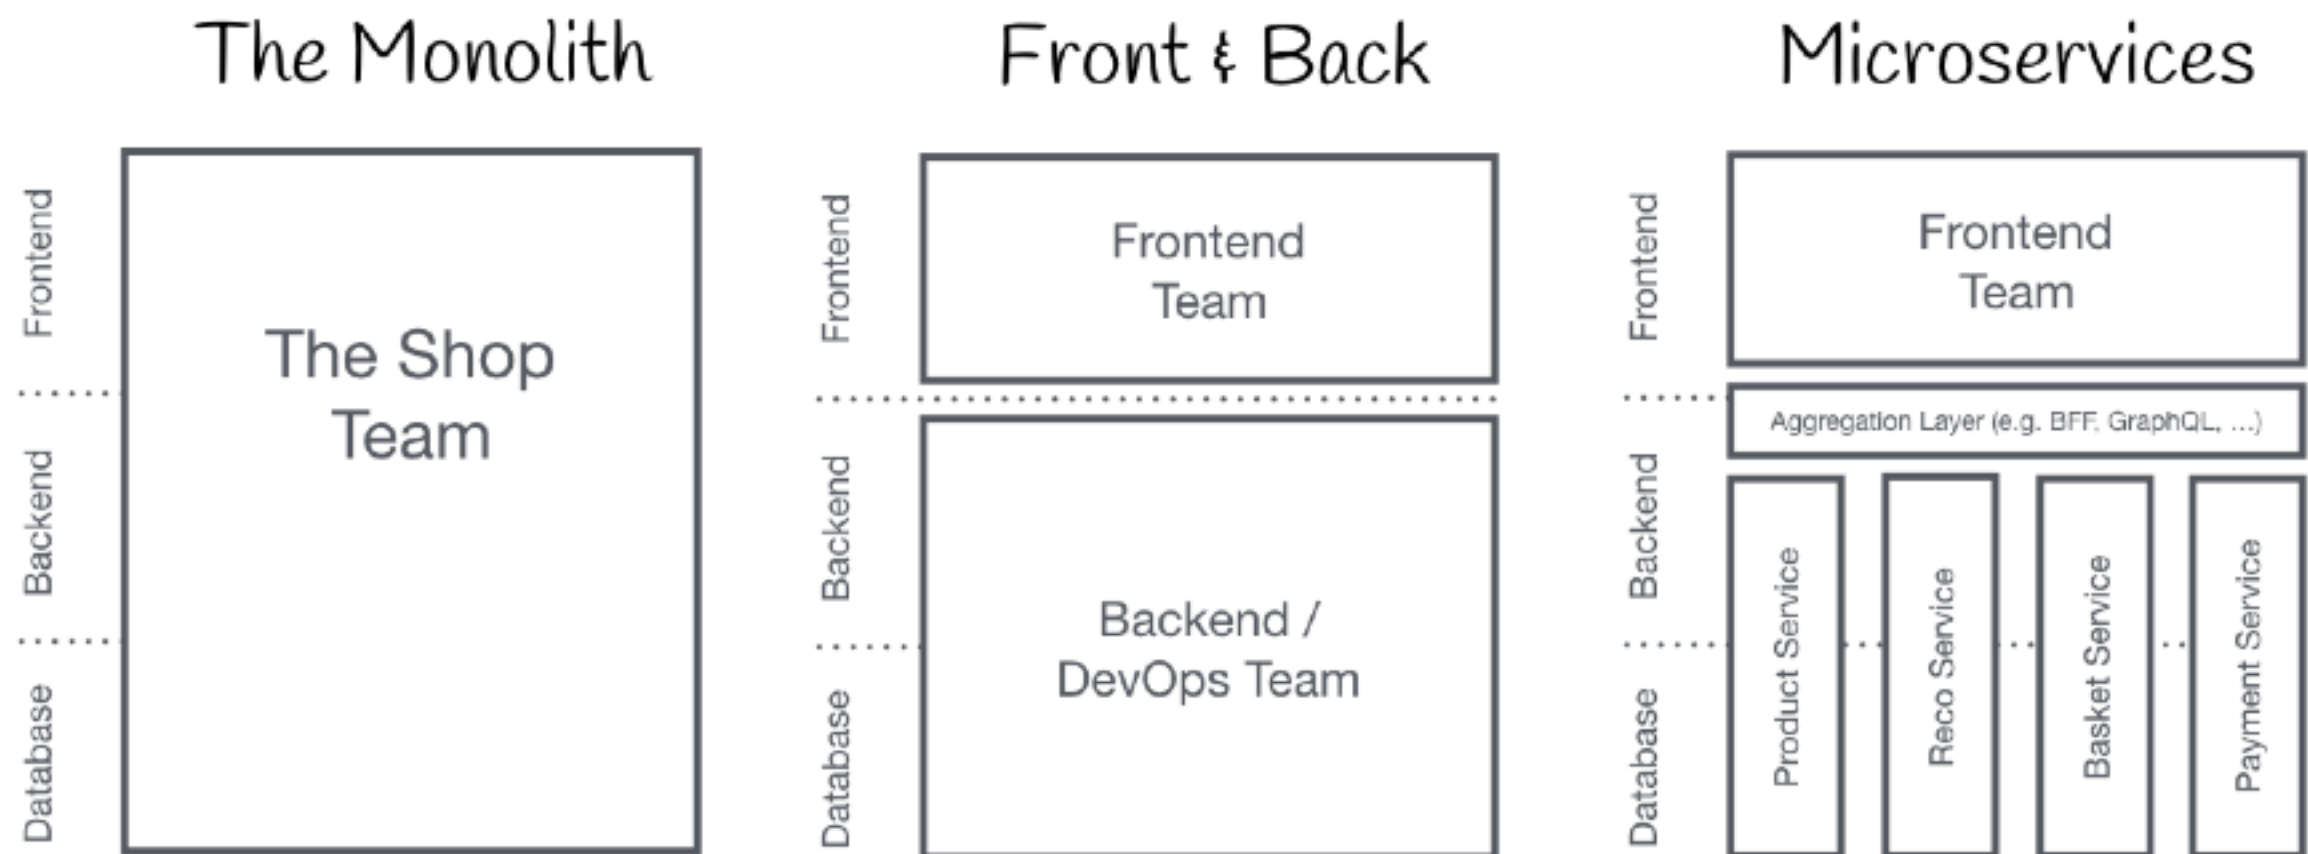 The Monolith
Frontend
Backend
Database
The Shop
Team
Front & Back
Frontend
Backend
Database
Frontend
Team
Backend /
DevOps Team
Microservices
Frontend
Backend
Database
Frontend
Team
Aggregation Layer (e.g. BFF, GraphQL, ...)
Product Service
Reco Service
Basket Service
Payment Service